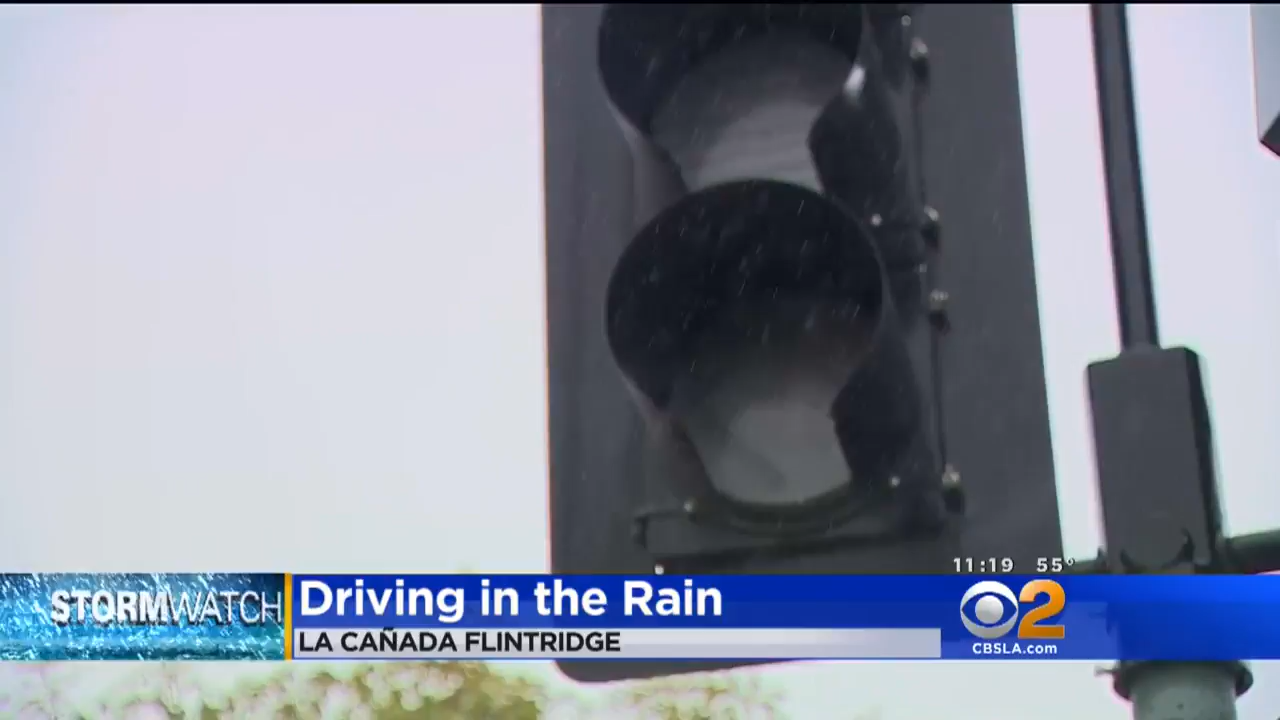 11:19 55°
STORMWATCH
Driving in the Rain
LA CAÑADA FLINTRIDGE
2
CBSLA.com